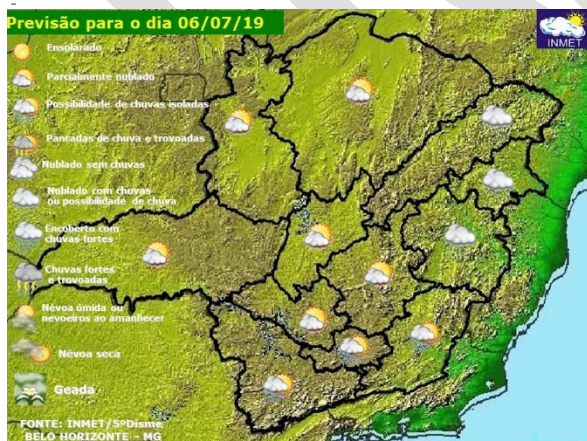 Previsão para o dia 06/07/19
INMET
Ensolarado
Parcialmente nublado
Possibilidade de chuvas isoladas
Pancadas de chuva e trovoadas
Nublado sem chuvas
Nublado com chuvas
ou possibilidade de chuva
Encoberto com
chuvas fortes
Chuvas fortes
e trovoadas
Névoa úmida ou
nevoeiros ao amanhecer
Névoa seca
Geada
FONTE: INMET/5ºDisme
BELO HORIZONTE - MG